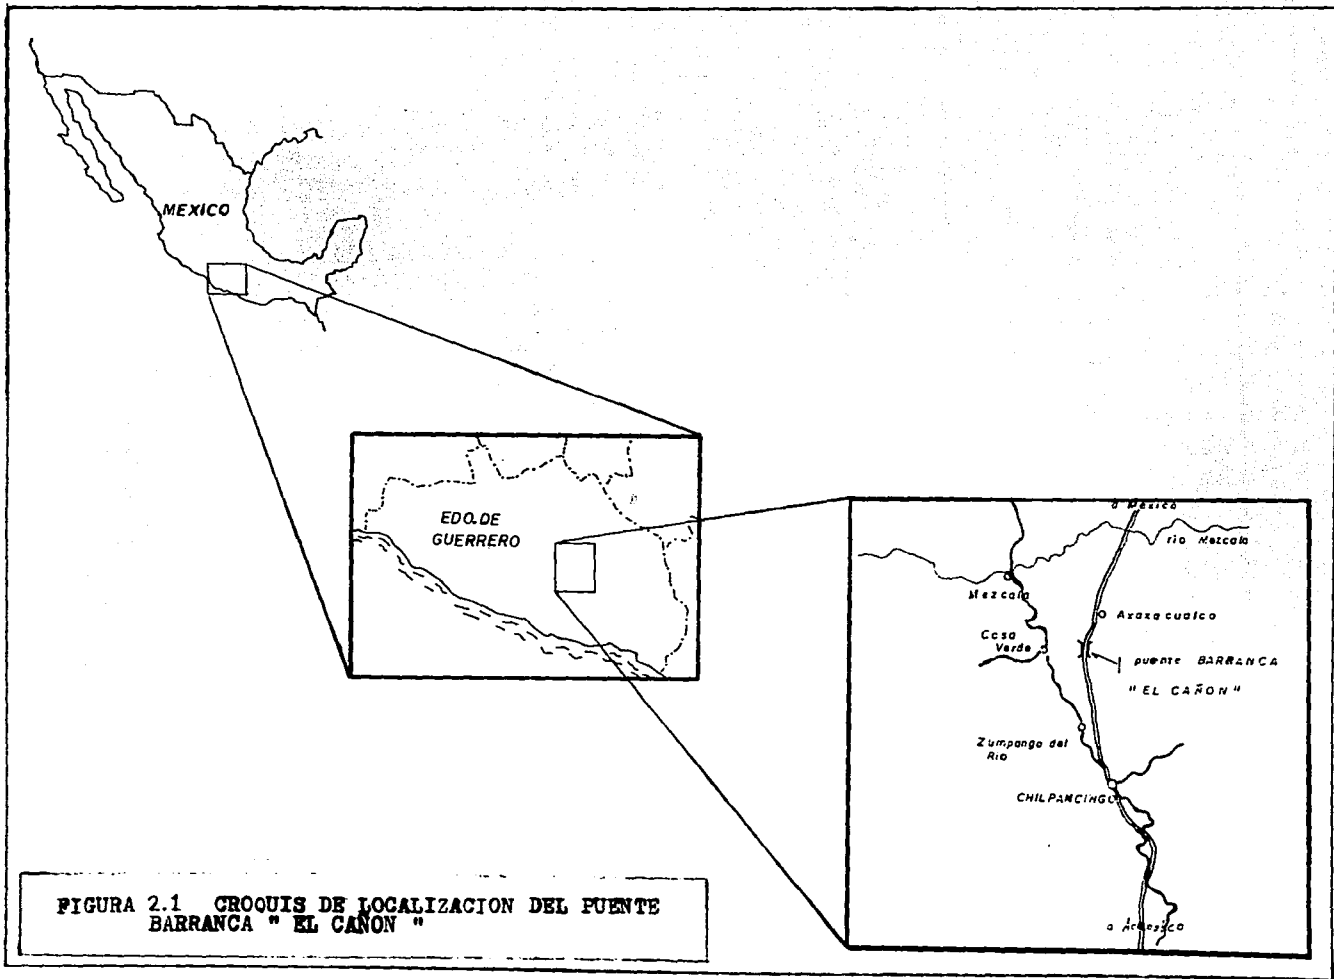 MEXICO
EDO. DE
GUERRERO
a Mexico
rio Mezcala
Mezcala
Axaxacualco
Casa
Verde
puente BARRANCA
" EL CAÑON "
Zumpango del
Rio
CHILPANCINGO
a Acapulco
FIGURA 2.1 CROQUIS DE LOCALIZACION DEL PUENTE
BARRANCA " EL CAÑON "